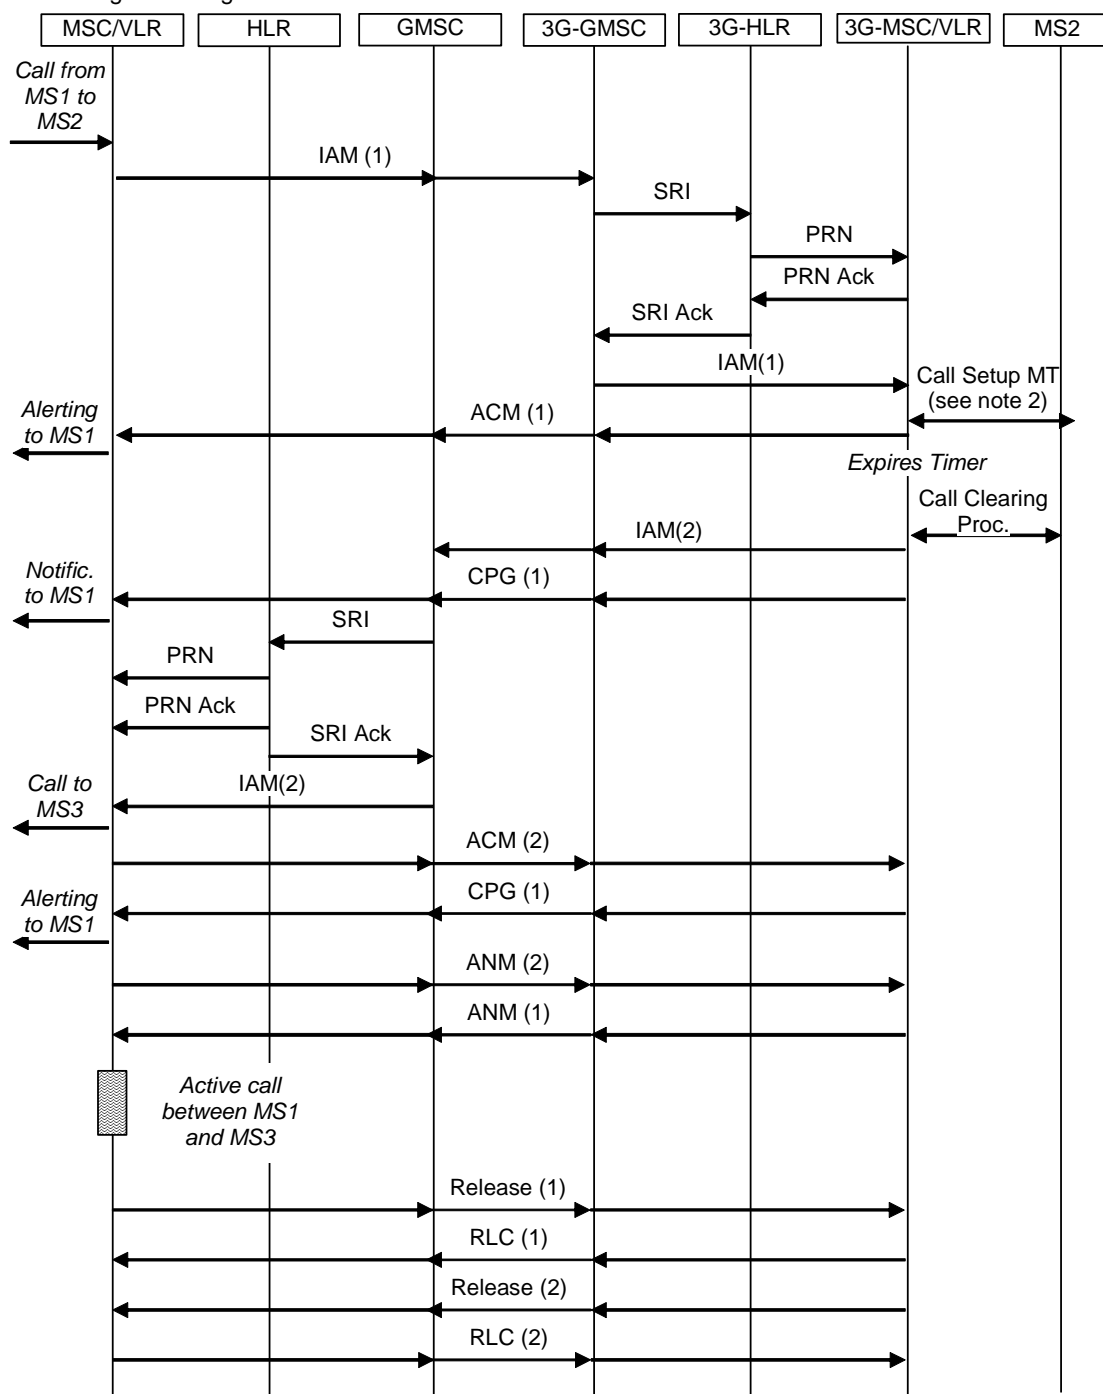 MSC/VLR
HLR
GMSC
3G-GMSC
3G-HLR
3G-MSC/VLR
MS2
Call from
MS1 to
MS2
IAM (1)
SRI
PRN
PRN Ack
SRI Ack
IAM(1)
Call Setup MT
(see note 2)
Alerting
to MS1
ACM (1)
Expires Timer
Call Clearing
Proc.
IAM(2)
Notific.
to MS1
CPG (1)
SRI
PRN
PRN Ack
SRI Ack
Call to
MS3
IAM(2)
ACM (2)
Alerting
to MS1
CPG (1)
ANM (2)
ANM (1)
Active call
between MS1
and MS3
Release (1)
RLC (1)
Release (2)
RLC (2)